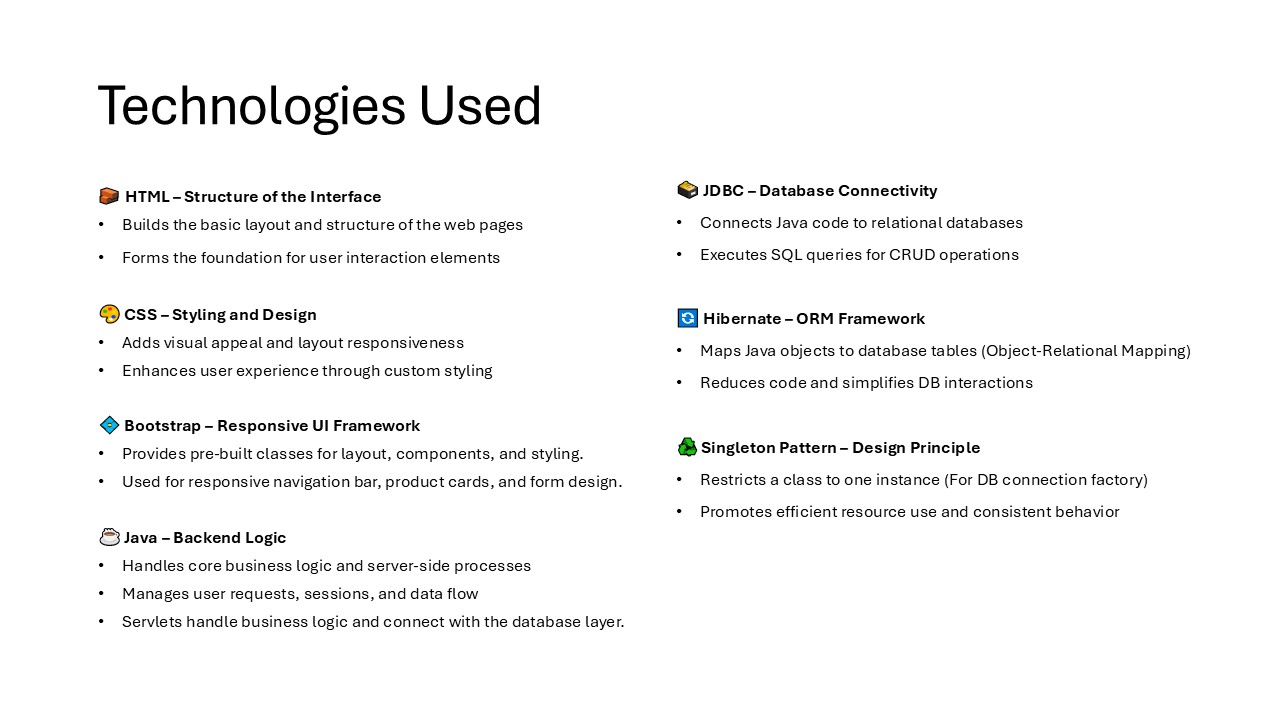 Technologies Used
🧱 HTML – Structure of the Interface
• Builds the basic layout and structure of the web pages
• Forms the foundation for user interaction elements
🎨 CSS – Styling and Design
• Adds visual appeal and layout responsiveness
• Enhances user experience through custom styling
💠 Bootstrap – Responsive UI Framework
• Provides pre-built classes for layout, components, and styling.
• Used for responsive navigation bar, product cards, and form design.
☕ Java – Backend Logic
• Handles core business logic and server-side processes
• Manages user requests, sessions, and data flow
• Servlets handle business logic and connect with the database layer.
🗃 JDBC – Database Connectivity
• Connects Java code to relational databases
• Executes SQL queries for CRUD operations
🔄 Hibernate – ORM Framework
• Maps Java objects to database tables (Object-Relational Mapping)
• Reduces code and simplifies DB interactions
♻ Singleton Pattern – Design Principle
• Restricts a class to one instance (For DB connection factory)
• Promotes efficient resource use and consistent behavior